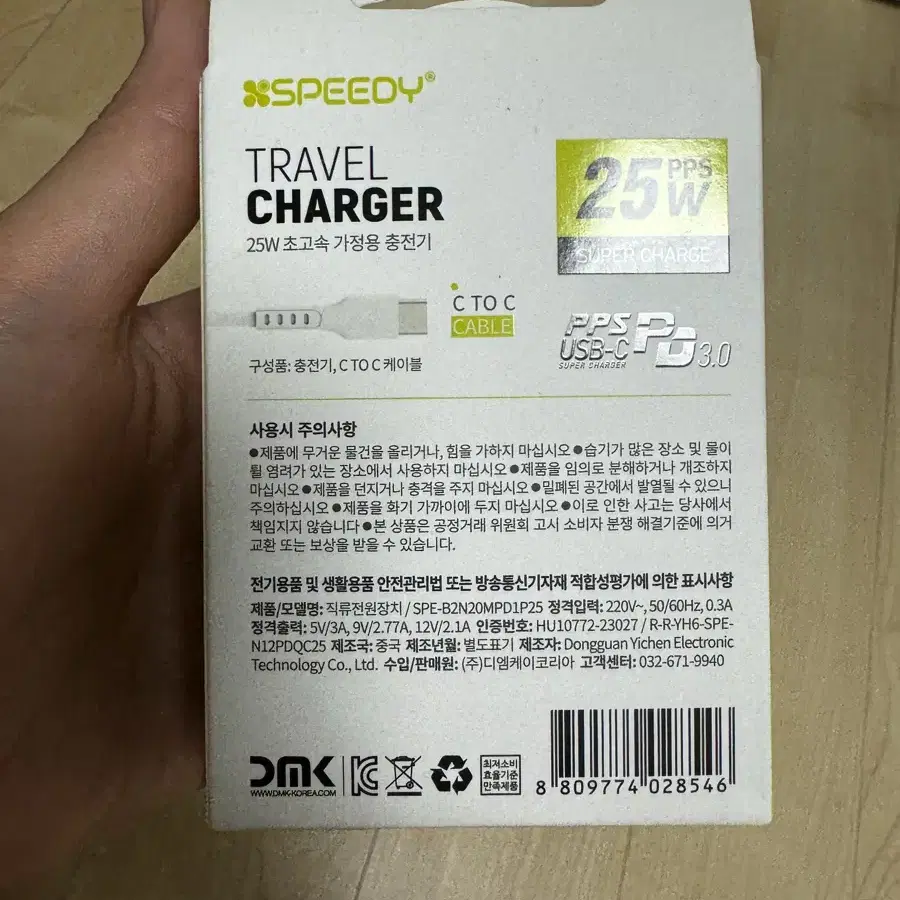 SPEEDY®
TRAVEL
CHARGER
25W 초고속 가정용 충전기
25 PPS W
SUPER CHARGE
C TO C
CABLE
PPS
USB-C
SUPER CHARGER
PD 3.0
구성품: 충전기, C TO C 케이블
사용시 주의사항
●제품에 무거운 물건을 올리거나, 힘을 가하지 마십시오 ●습기가 많은 장소 및 물이
튈 염려가 있는 장소에서 사용하지 마십시오 ●제품을 임의로 분해하거나 개조하지
마십시오 ●제품을 던지거나 충격을 주지 마십시오 ●밀폐된 공간에서 발열될 수 있으니
주의하십시오 ●제품을 화기 가까이에 두지 마십시오 ●이로 인한 사고는 당사에서
책임지지 않습니다 ●본 상품은 공정거래 위원회 고시 소비자 분쟁 해결기준에 의거
교환 또는 보상을 받을 수 있습니다.
전기용품 및 생활용품 안전관리법 또는 방송통신기자재 적합성평가에 의한 표시사항
제품/모델명: 직류전원장치 / SPE-B2N20MPD1P25 정격입력: 220V~, 50/60Hz, 0.3A
정격출력: 5V/3A, 9V/2.77A, 12V/2.1A 인증번호: HU10772-23027 / R-R-YH6-SPE-
N12PDQC25 제조국: 중국 제조년월: 별도표기 제조자: Dongguan Yichen Electronic
Technology Co., Ltd. 수입/판매원: (주)디엠케이코리아 고객센터: 032-671-9940
DMK
WWW.DMK-KOREA.COM
최저소비
효율기준
만족제품
8 809774 028546